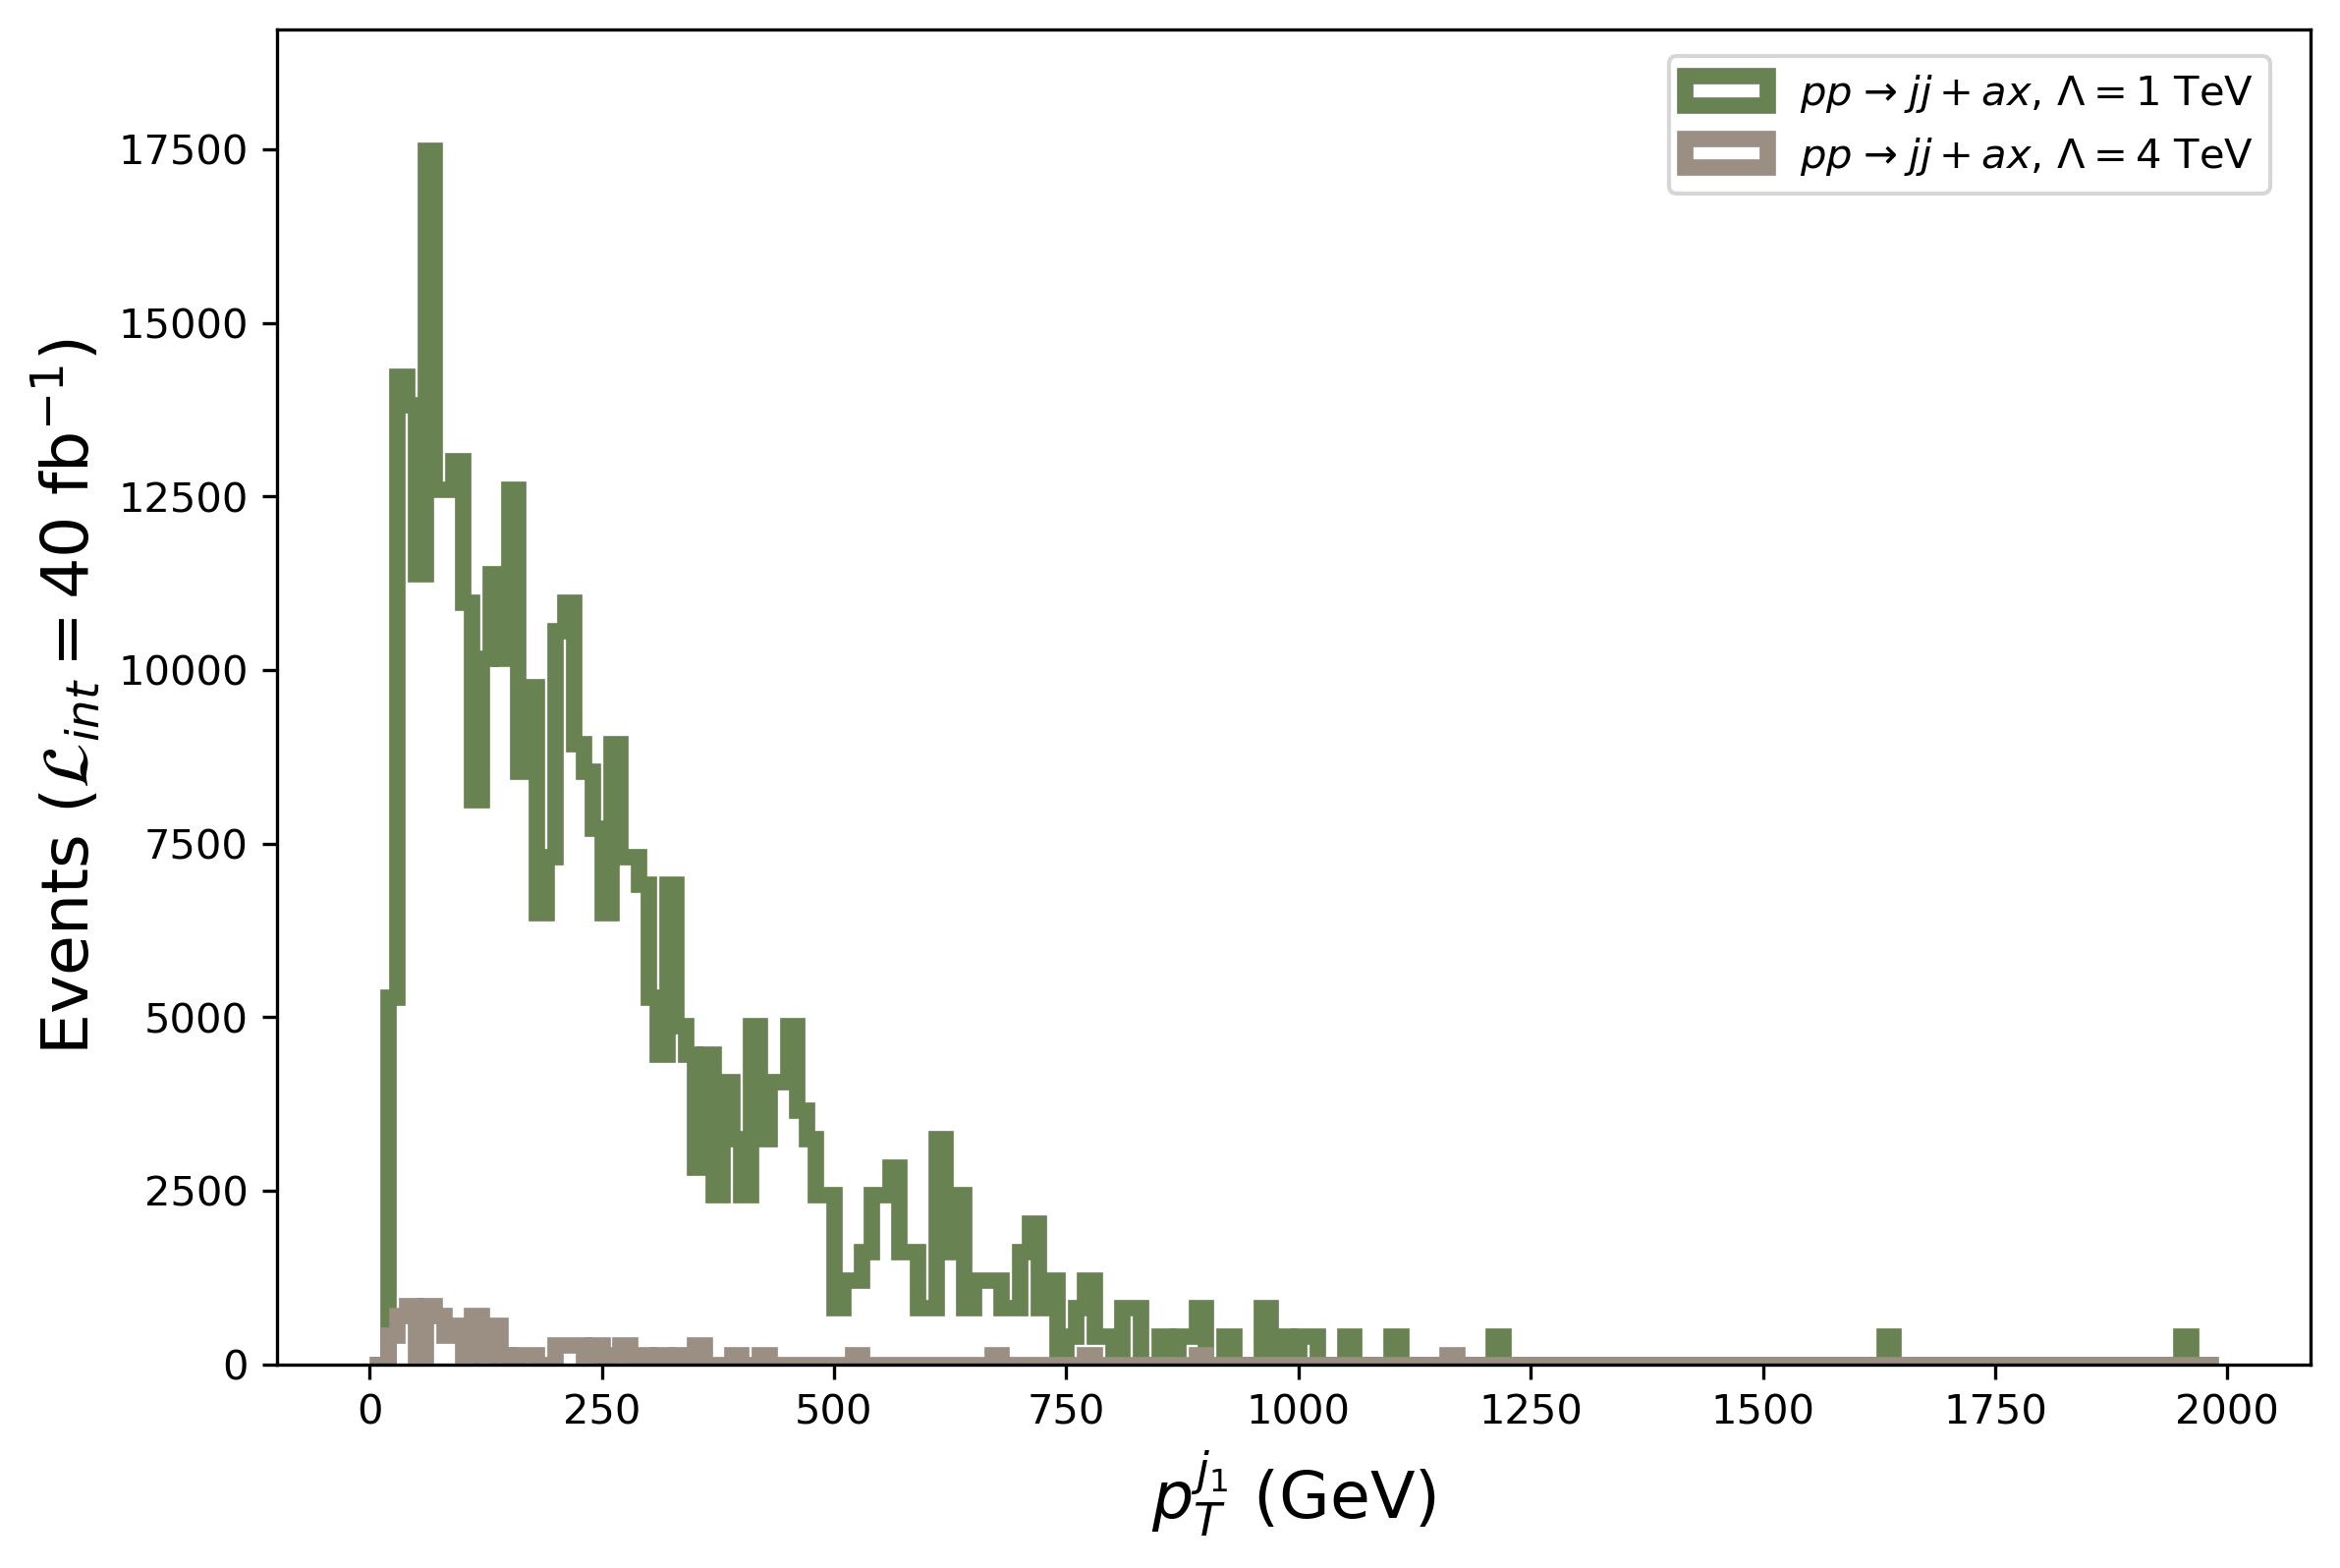 pp → jj + ax, Λ = 1 TeV
pp → jj + ax, Λ = 4 TeV
Events (ℒ_int = 40 fb⁻¹)
17500
15000
12500
10000
7500
5000
2500
0
0 250 500 750 1000 1250 1500 1750 2000
p_T^{j_1} (GeV)